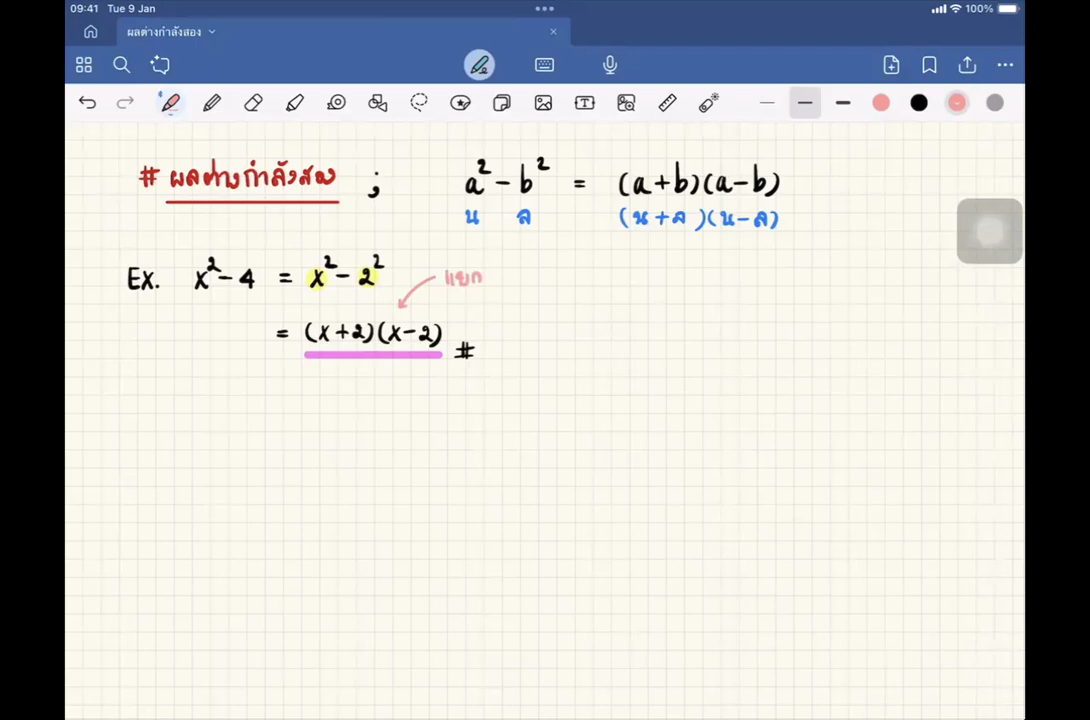 09:41 Tue 9 Jan
100%
ผลต่างกำลังสอง
# ผลต่างกำลังสอง ; a² - b² = (a+b)(a-b)
น ล (น+ล)(น-ล)
Ex. x² - 4 = x² - 2²
แยก
= (x+2)(x-2) #